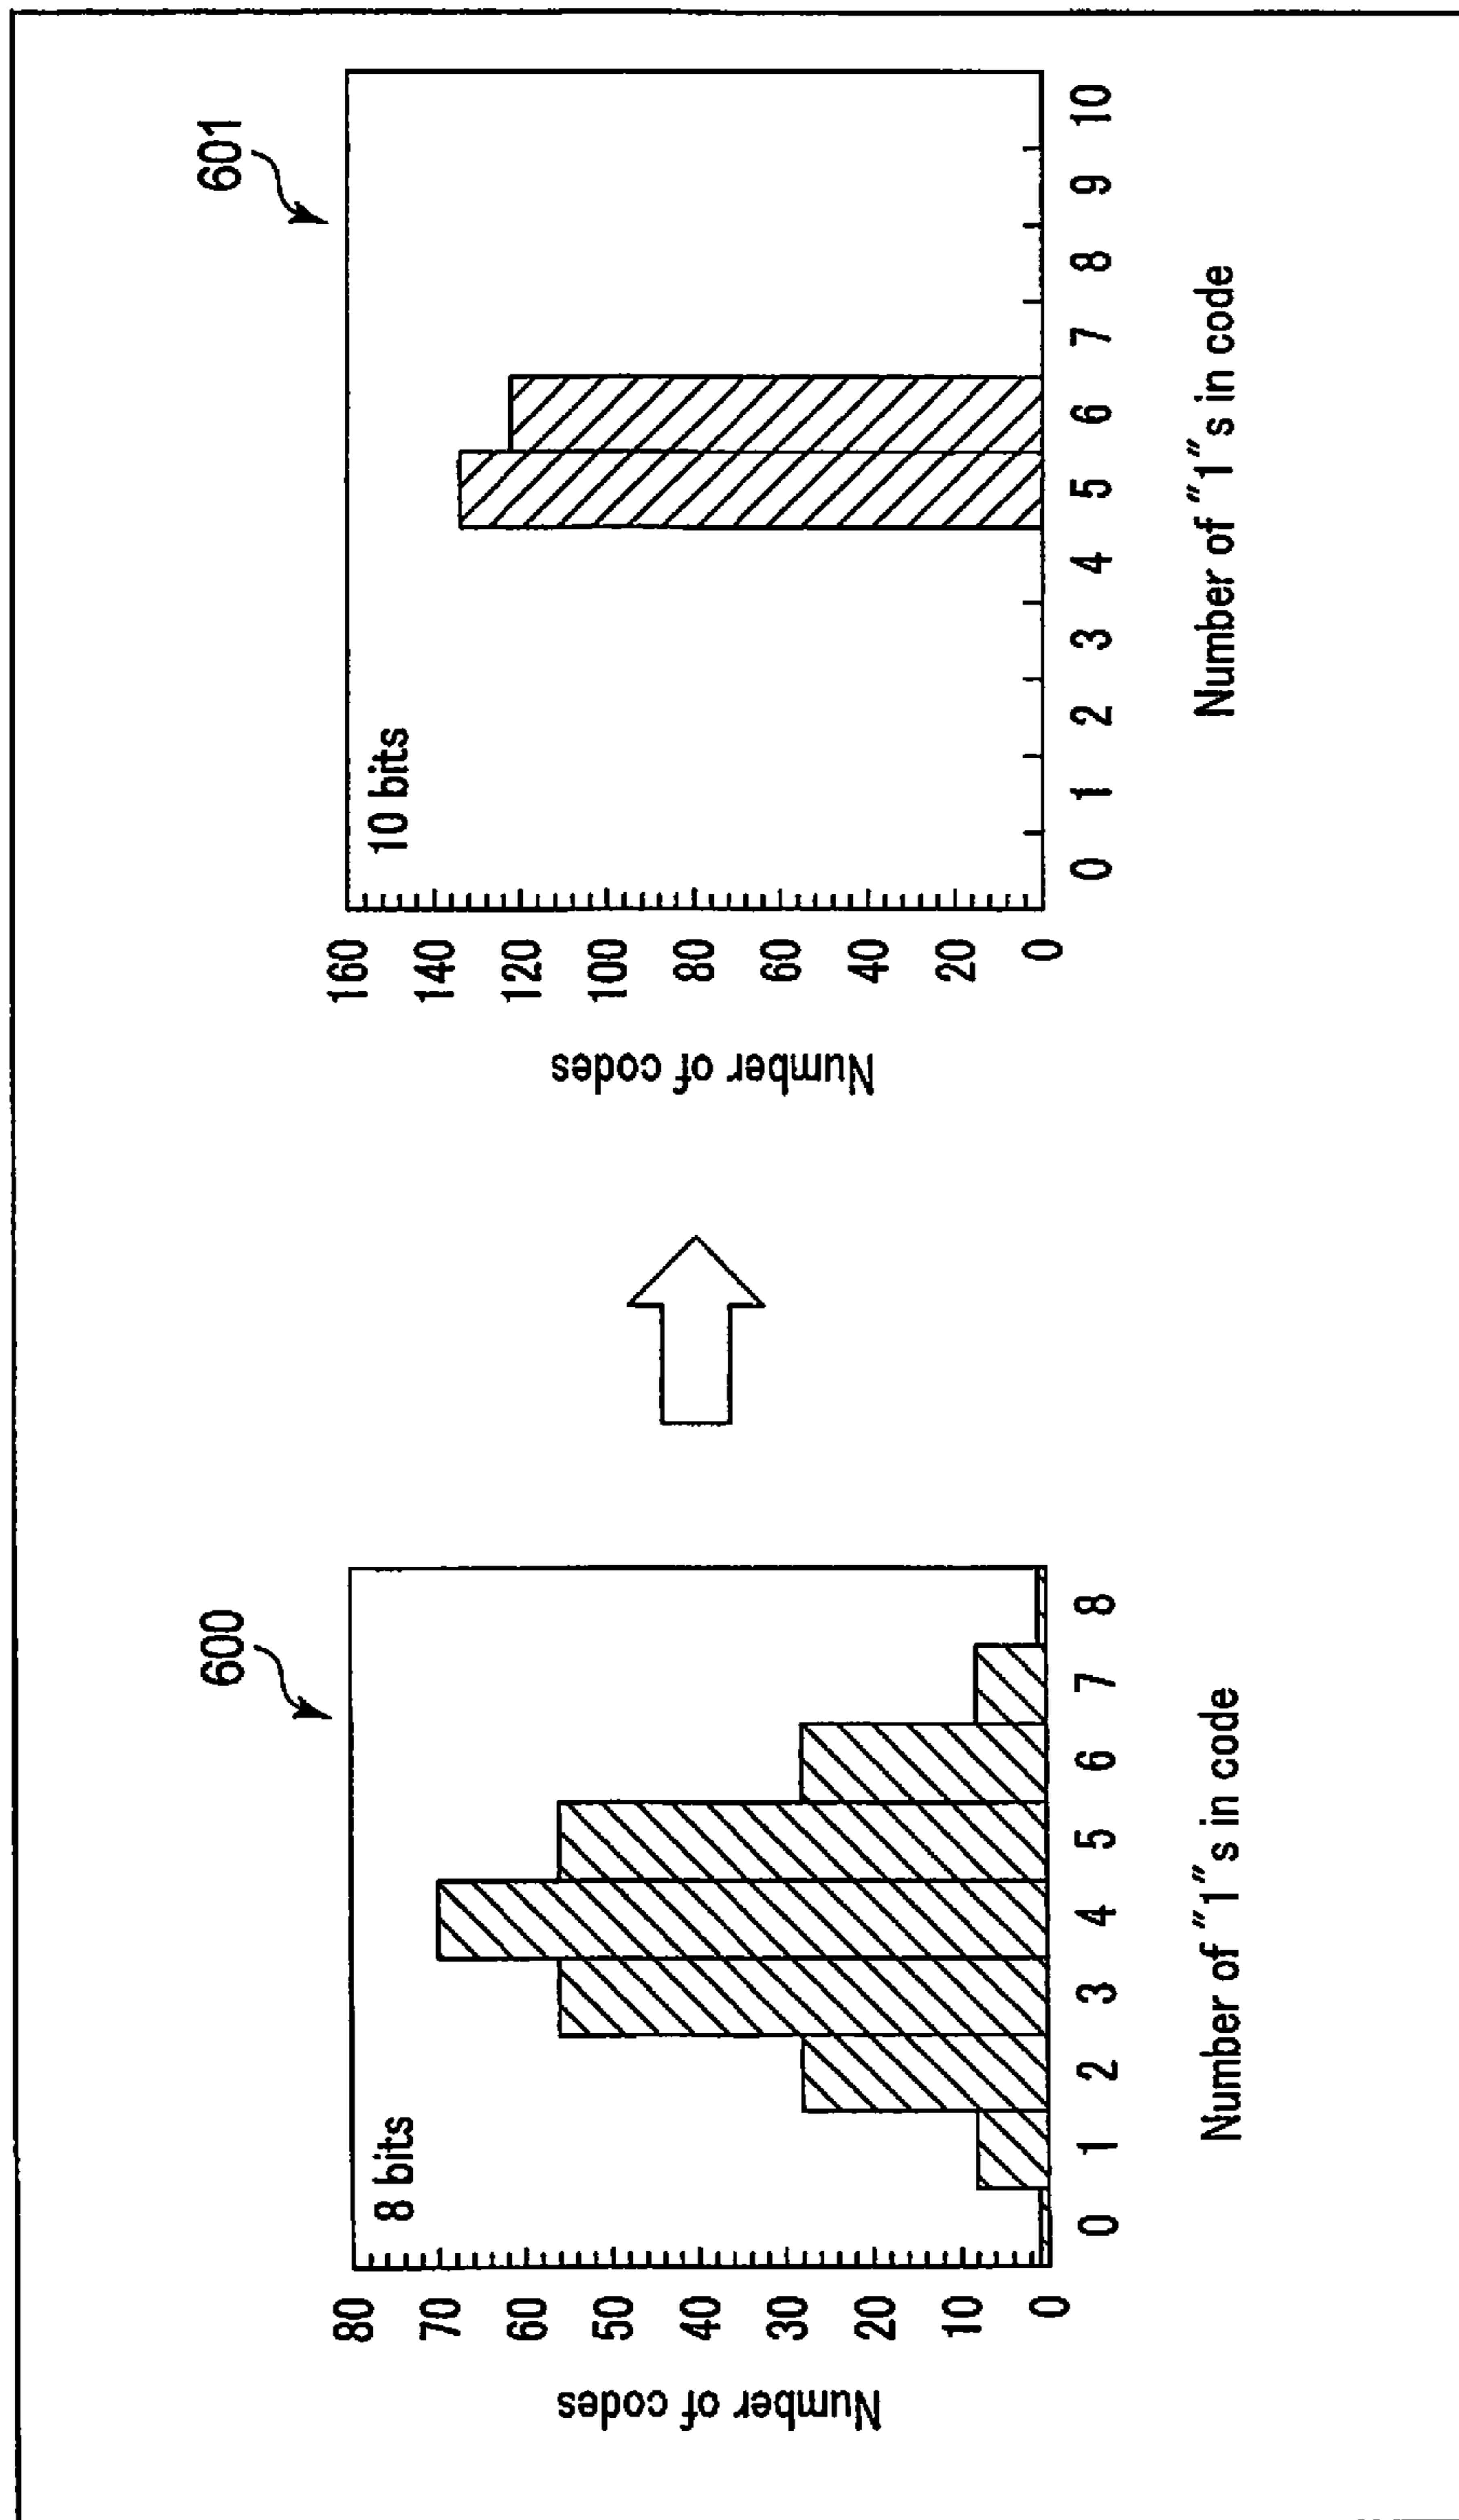 600
8 bits
80
70
60
50
40
30
20
10
0
Number of codes
0 1 2 3 4 5 6 7 8
Number of "1"s in code
601
10 bits
160
140
120
100
80
60
40
20
0
Number of codes
0 1 2 3 4 5 6 7 8 9 10
Number of "1"s in code